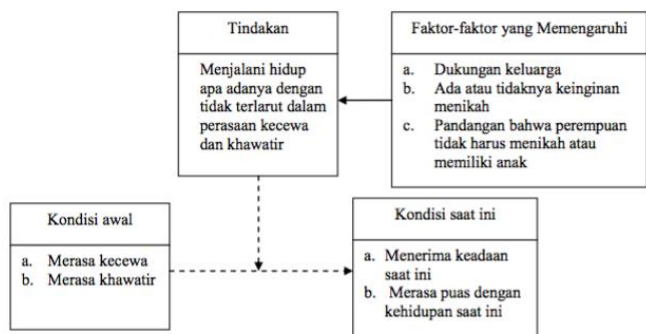 Tindakan
Menjalani hidup
apa adanya dengan
tidak terlarut dalam
perasaan kecewa
dan khawatir
Faktor-faktor yang Memengaruhi
a. Dukungan keluarga
b. Ada atau tidaknya keinginan
menikah
c. Pandangan bahwa perempuan
tidak harus menikah atau
memiliki anak
Kondisi awal
a. Merasa kecewa
b. Merasa khawatir
Kondisi saat ini
a. Menerima keadaan
saat ini
b. Merasa puas dengan
kehidupan saat ini